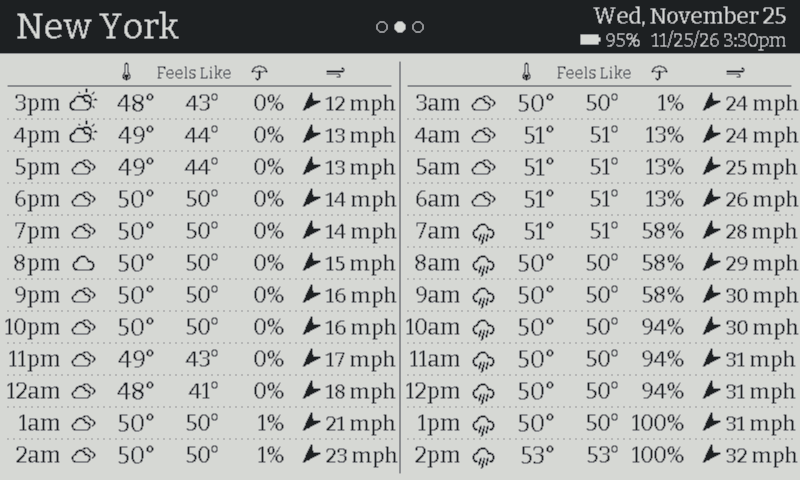 New York
Wed, November 25
95% 11/25/26 3:30pm
Feels Like
3pm 48° 43° 0% 12 mph
4pm 49° 44° 0% 13 mph
5pm 49° 44° 0% 13 mph
6pm 50° 50° 0% 14 mph
7pm 50° 50° 0% 14 mph
8pm 50° 50° 0% 15 mph
9pm 50° 50° 0% 16 mph
10pm 50° 50° 0% 16 mph
11pm 49° 43° 0% 17 mph
12am 48° 41° 0% 18 mph
1am 50° 50° 1% 21 mph
2am 50° 50° 1% 23 mph
Feels Like
3am 50° 50° 1% 24 mph
4am 51° 51° 13% 24 mph
5am 51° 51° 13% 25 mph
6am 51° 51° 13% 26 mph
7am 51° 51° 58% 28 mph
8am 50° 50° 58% 29 mph
9am 50° 50° 58% 30 mph
10am 50° 50° 94% 30 mph
11am 50° 50° 94% 31 mph
12pm 50° 50° 94% 31 mph
1pm 50° 50° 100% 31 mph
2pm 53° 53° 100% 32 mph